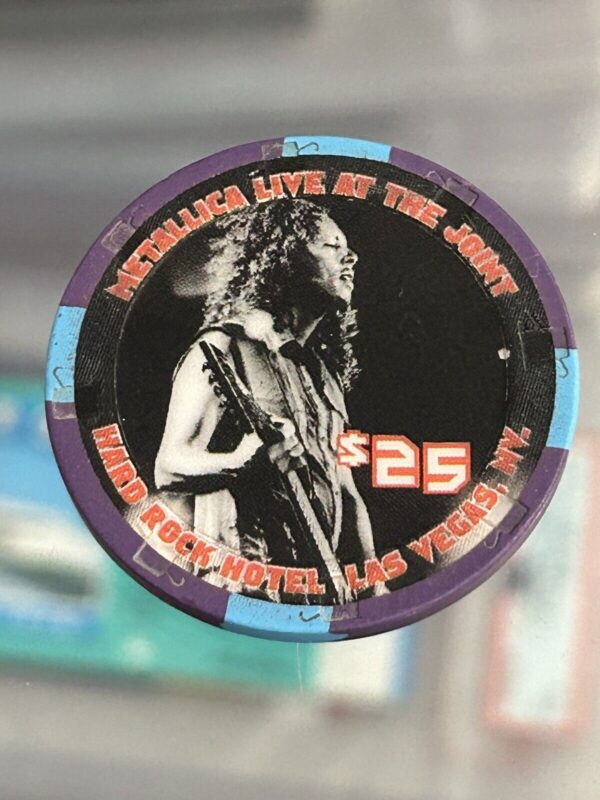 METALLICA LIVE AT THE JOINT
$25
HARD ROCK HOTEL LAS VEGAS, NV.